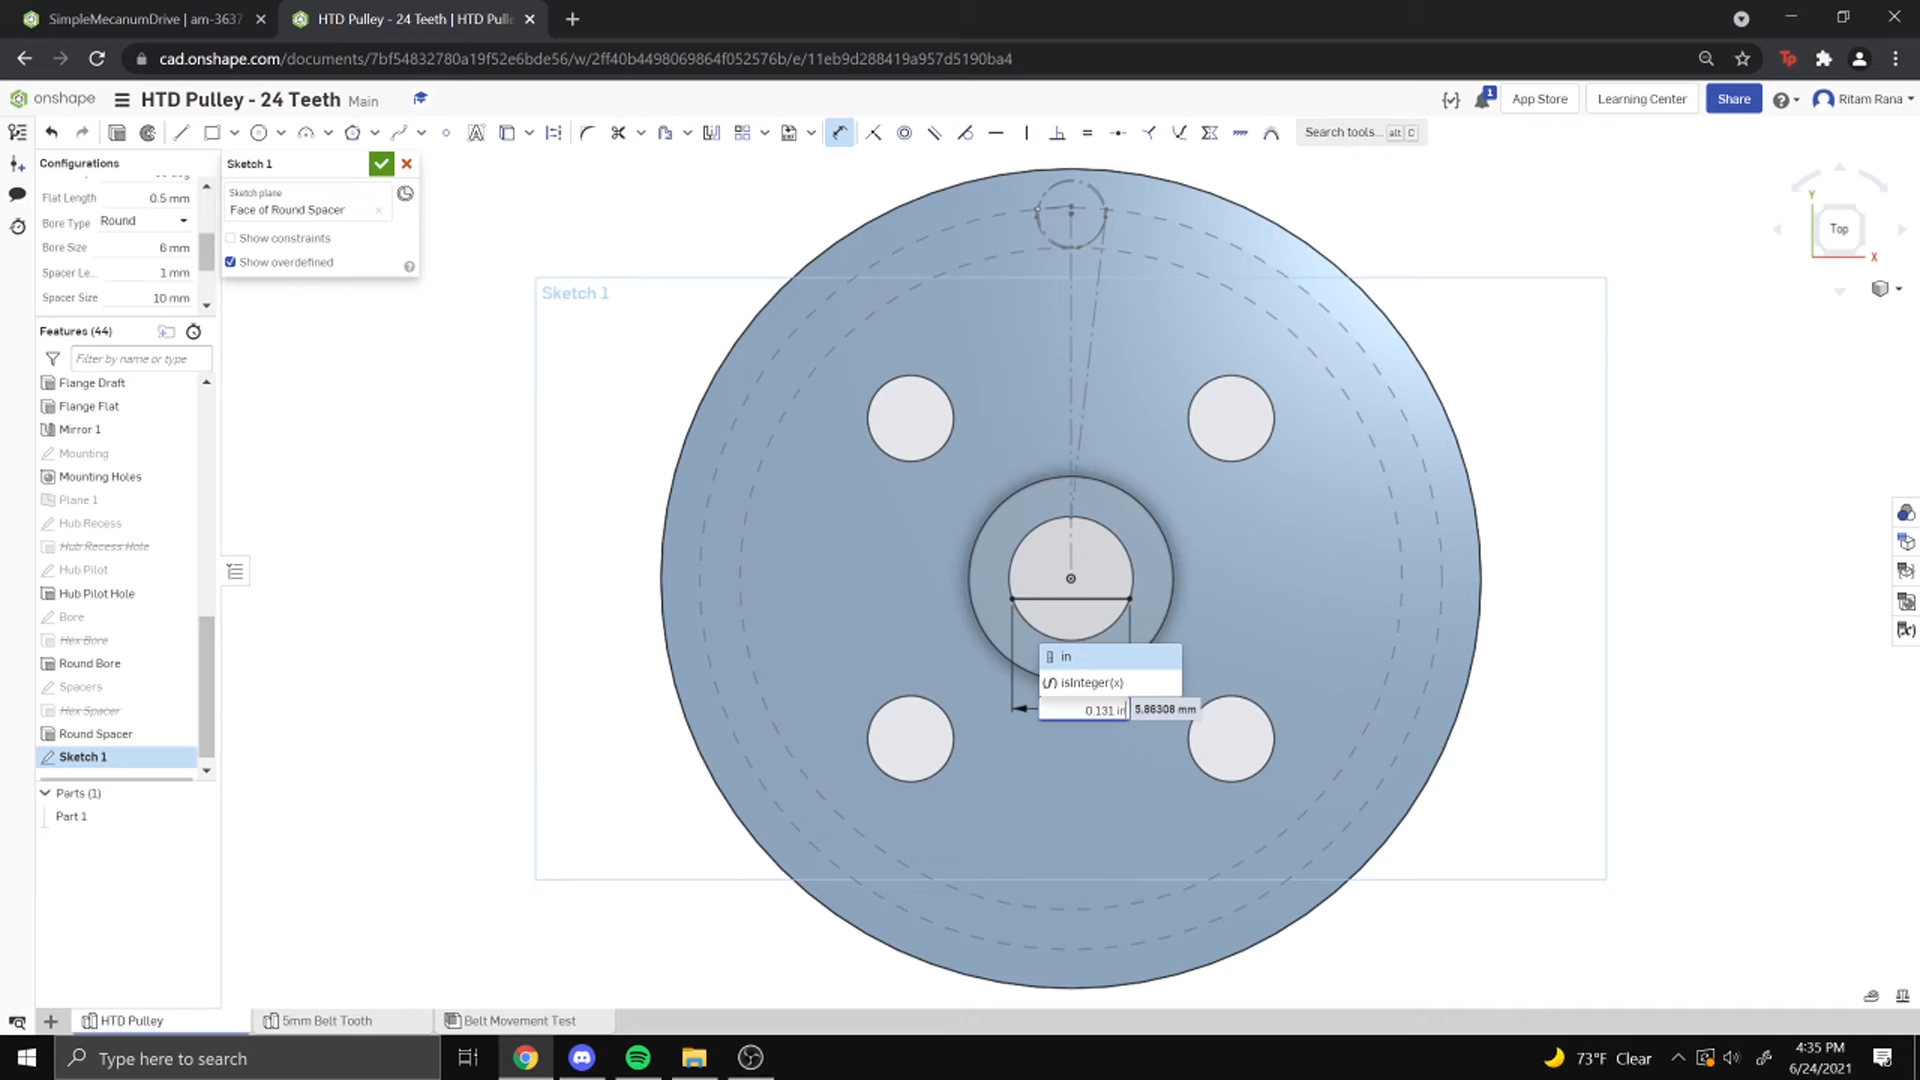 SimpleMecanumDrive | am-3637
HTD Pulley - 24 Teeth | HTD Pull
cad.onshape.com/documents/7bf54832780a19f52e6bde56/w/2ff40b4498069864f052576b/e/11eb9d288419a957d5190ba4
onshape
HTD Pulley - 24 Teeth Main
1
App Store
Learning Center
Share
Ritam Rana
Search tools... alt C
Configurations
Flat Length 0.5 mm
Bore Type Round
Bore Size 6 mm
Spacer Le... 1 mm
Spacer Size 10 mm
Sketch 1
Sketch plane
Face of Round Spacer
Show constraints
Show overdefined
Features (44)
Filter by name or type
Flange Draft
Flange Flat
Mirror 1
Mounting
Mounting Holes
Plane 1
Hub Recess
Hub Recess Hole
Hub Pilot
Hub Pilot Hole
Bore
Hex Bore
Round Bore
Spacers
Hex Spacer
Round Spacer
Sketch 1
Parts (1)
Part 1
Sketch 1
in
isInteger(x)
0.131 in
5.86308 mm
Y
Top
X
HTD Pulley
5mm Belt Tooth
Belt Movement Test
Type here to search
73°F Clear
4:35 PM
6/24/2021